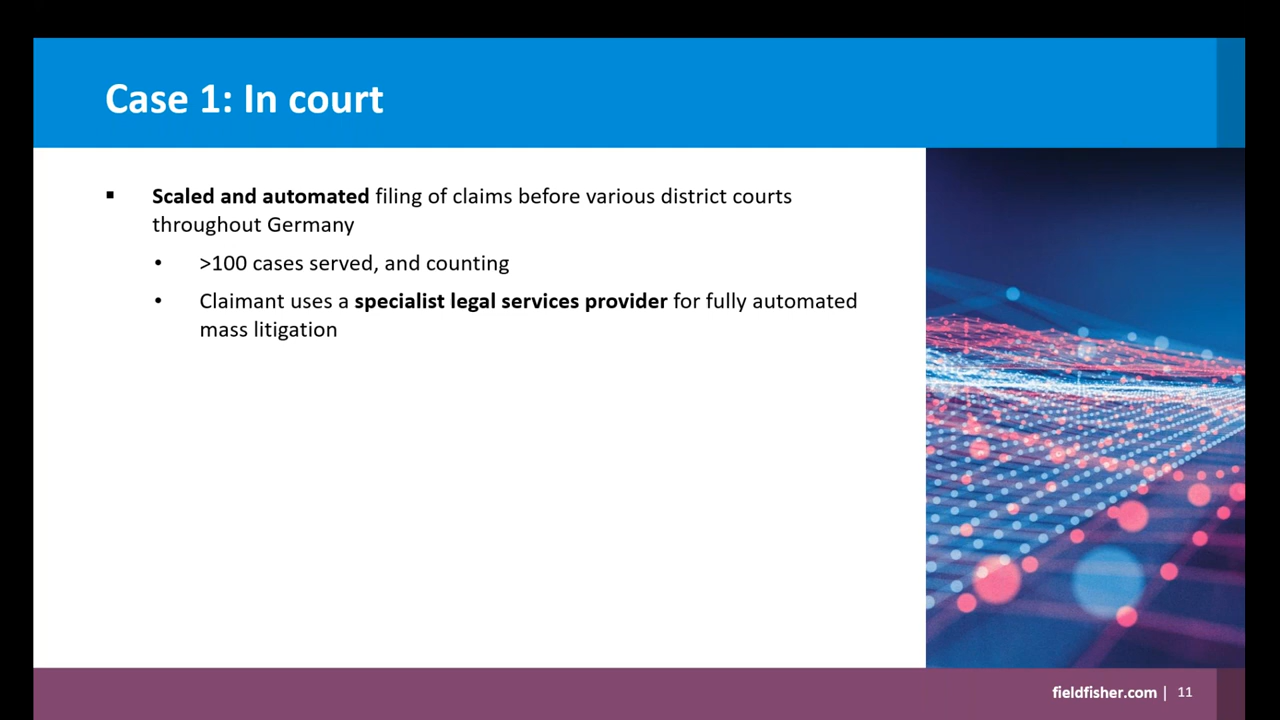 Case 1: In court
▪ Scaled and automated filing of claims before various district courts
throughout Germany
• >100 cases served, and counting
• Claimant uses a specialist legal services provider for fully automated
mass litigation
fieldfisher.com | 11